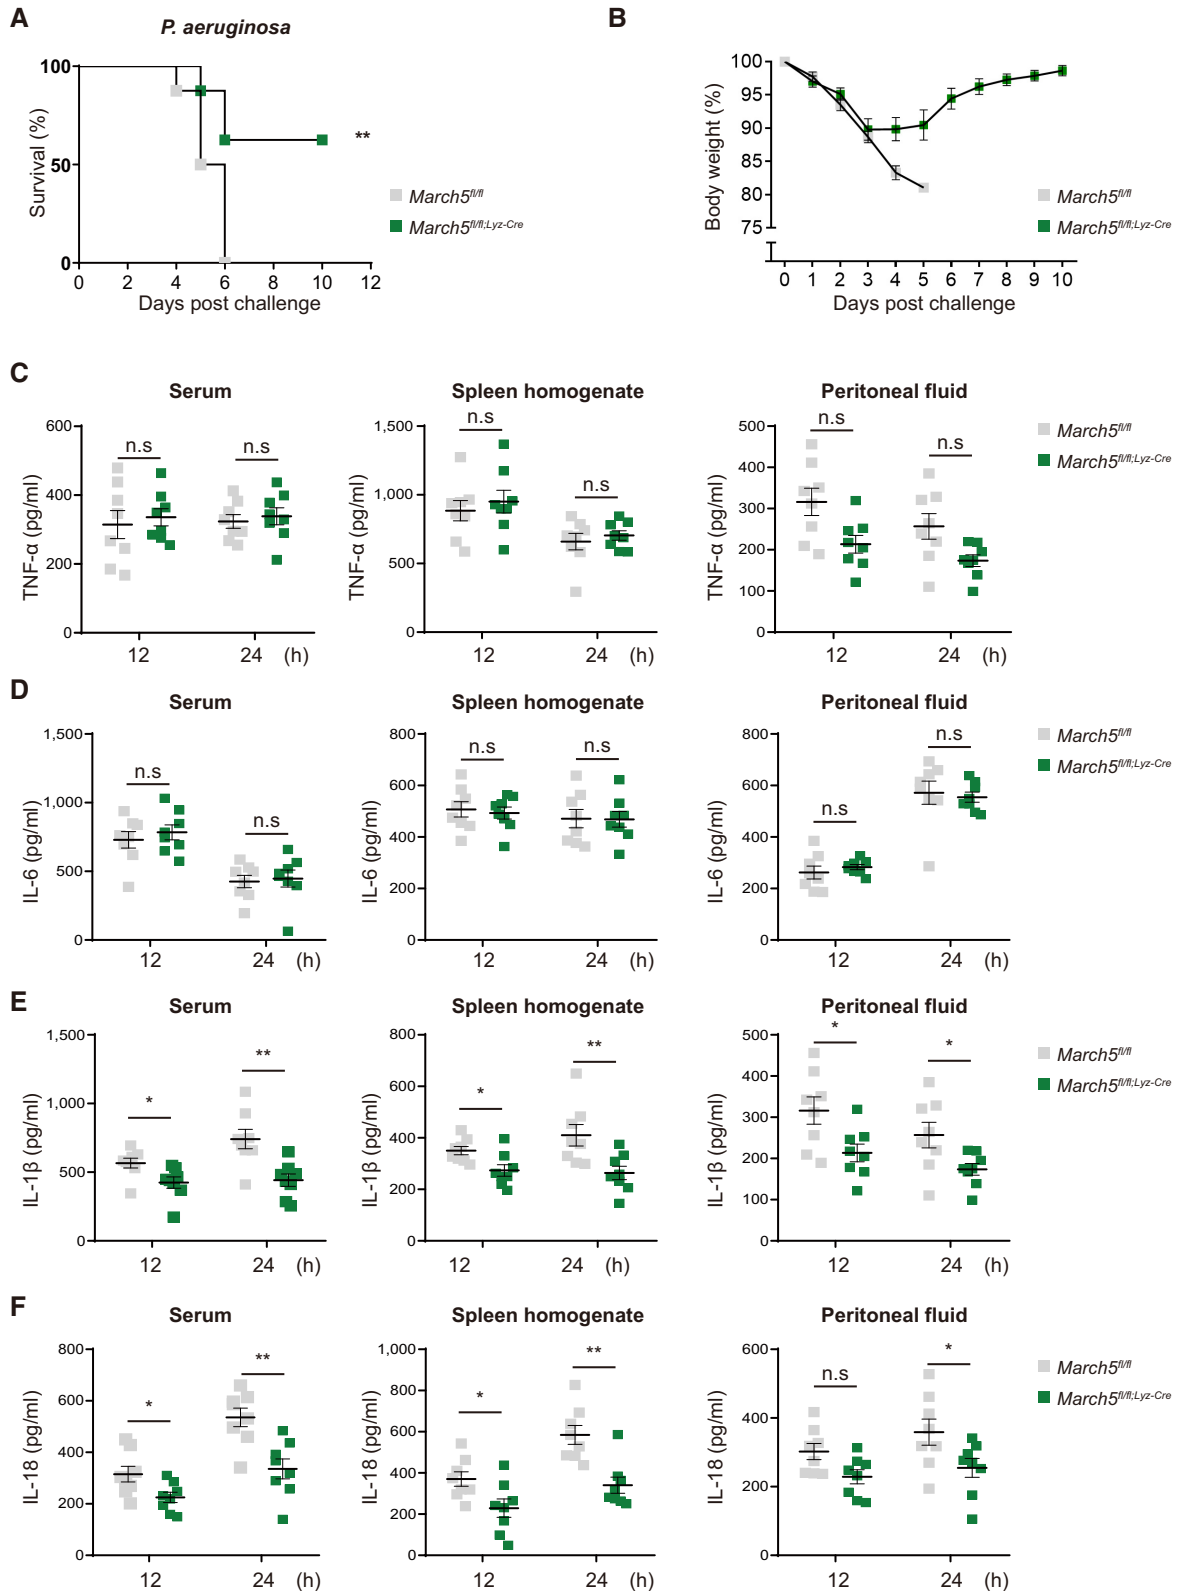 A
P. aeruginosa
100
50
0
Survival (%)
0 2 4 6 8 10 12
Days post challenge
**
March5fl/fl
March5fl/fl;Lyz-Cre
B
100
95
90
85
80
75
Body weight (%)
0 1 2 3 4 5 6 7 8 9 10
Days post challenge
March5fl/fl
March5fl/fl;Lyz-Cre
C
Serum
TNF-α (pg/ml)
600
400
200
0
n.s n.s
12 24 (h)
Spleen homogenate
TNF-α (pg/ml)
1,500
1,000
500
0
n.s n.s
12 24 (h)
Peritoneal fluid
TNF-α (pg/ml)
500
400
300
200
100
0
n.s n.s
12 24 (h)
March5fl/fl
March5fl/fl;Lyz-Cre
D
Serum
IL-6 (pg/ml)
1,500
1,000
500
0
n.s n.s
12 24 (h)
Spleen homogenate
IL-6 (pg/ml)
800
600
400
200
0
n.s n.s
12 24 (h)
Peritoneal fluid
IL-6 (pg/ml)
800
600
400
200
0
n.s n.s
12 24 (h)
March5fl/fl
March5fl/fl;Lyz-Cre
E
Serum
IL-1β (pg/ml)
1,500
1,000
500
0
* **
12 24 (h)
Spleen homogenate
IL-1β (pg/ml)
800
600
400
200
0
* **
12 24 (h)
Peritoneal fluid
IL-1β (pg/ml)
500
400
300
200
100
0
* *
12 24 (h)
March5fl/fl
March5fl/fl;Lyz-Cre
F
Serum
IL-18 (pg/ml)
800
600
400
200
0
* **
12 24 (h)
Spleen homogenate
IL-18 (pg/ml)
1,000
800
600
400
200
0
* **
12 24 (h)
Peritoneal fluid
IL-18 (pg/ml)
600
400
200
0
n.s *
12 24 (h)
March5fl/fl
March5fl/fl;Lyz-Cre